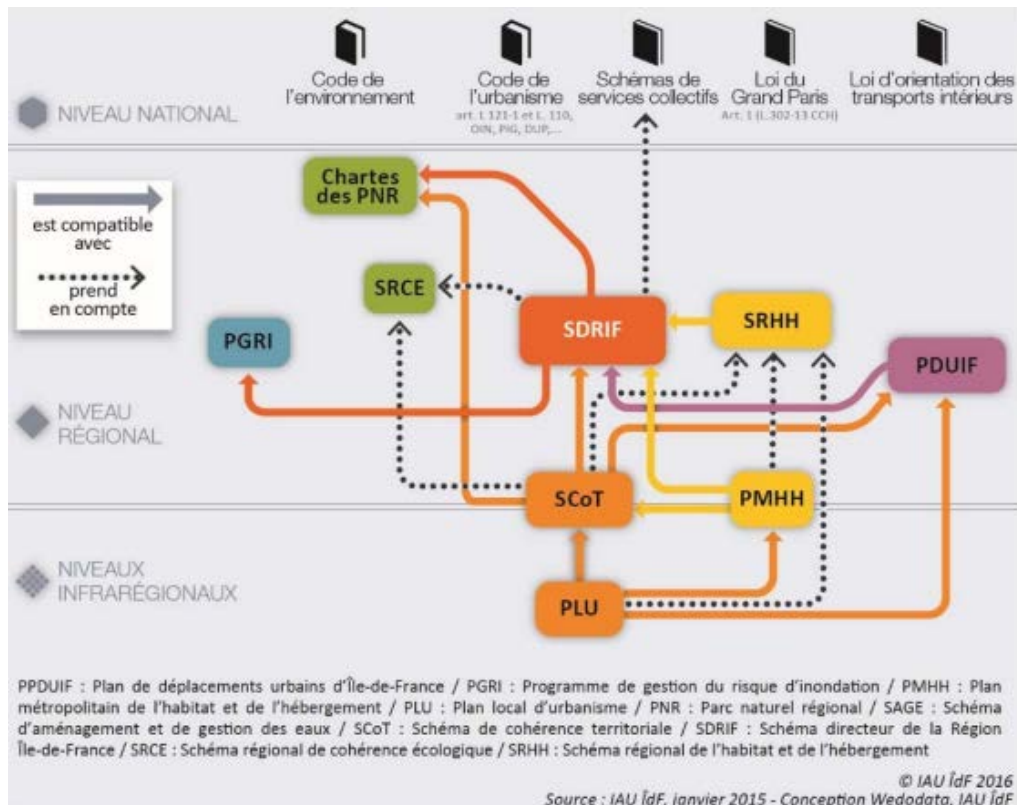 Code de
l'environnement
Code de
l'urbanisme
art. L 121-1 et L. 110,
OIN, PIG, DUP,...
Schémas de
services collectifs
Loi du
Grand Paris
Art. 1 (L.302-13 CCH)
Loi d'orientation des
transports intérieurs
NIVEAU NATIONAL
Chartes
des PNR
est compatible
avec
prend
en compte
SRCE
SDRIF
SRHH
PGRI
PDUIF
NIVEAU
RÉGIONAL
SCoT
PMHH
NIVEAUX
INFRARÉGIONAUX
PLU
PPDUIF : Plan de déplacements urbains d'Île-de-France / PGRI : Programme de gestion du risque d'inondation / PMHH : Plan
métropolitain de l'habitat et de l'hébergement / PLU : Plan local d'urbanisme / PNR : Parc naturel régional / SAGE : Schéma
d'aménagement et de gestion des eaux / SCoT : Schéma de cohérence territoriale / SDRIF : Schéma directeur de la Région
Île-de-France / SRCE : Schéma régional de cohérence écologique / SRHH : Schéma régional de l'habitat et de l'hébergement
© IAU ÎdF 2016
Source : IAU ÎdF, janvier 2015 - Conception Wedodata, IAU ÎdF